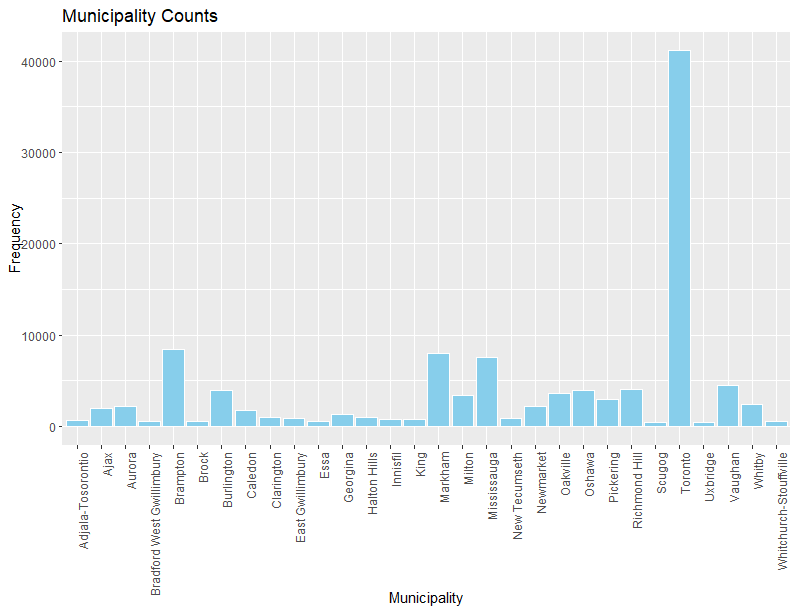 Municipality Counts
40000
30000
20000
10000
0
Frequency
Adjala-Tosorontio
Ajax
Aurora
Bradford West Gwillimbury
Brampton
Brock
Burlington
Caledon
Clarington
East Gwillimbury
Essa
Georgina
Halton Hills
Innisfil
King
Markham
Milton
Mississauga
New Tecumseth
Newmarket
Oakville
Oshawa
Pickering
Richmond Hill
Scugog
Toronto
Uxbridge
Vaughan
Whitby
Whitchurch-Stouffville
Municipality